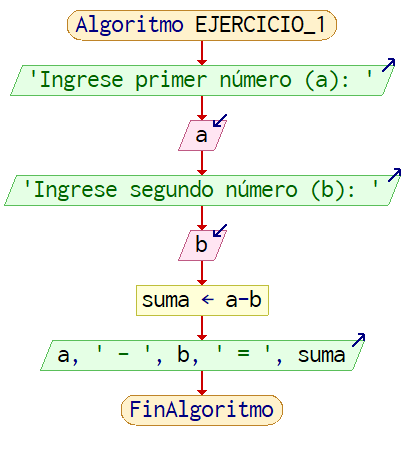 Algoritmo EJERCICIO_1
'Ingrese primer número (a): '
a
'Ingrese segundo número (b): '
b
suma ← a-b
a, ' - ', b, ' = ', suma
FinAlgoritmo